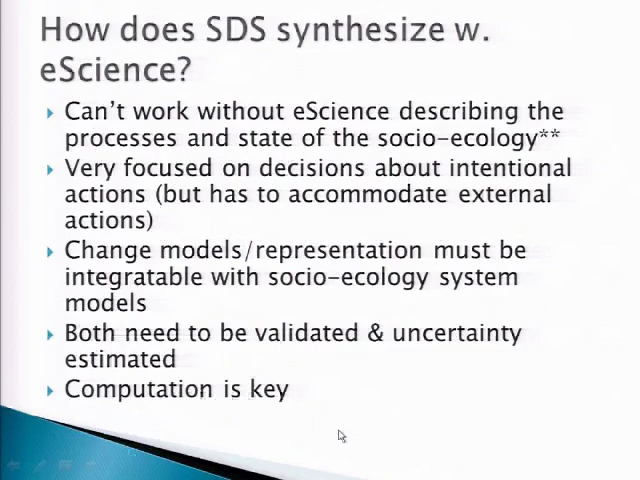 How does SDS synthesize w.
eScience?
Can't work without eScience describing the
processes and state of the socio-ecology**
Very focused on decisions about intentional
actions (but has to accommodate external
actions)
Change models/representation must be
integratable with socio-ecology system
models
Both need to be validated & uncertainty
estimated
Computation is key